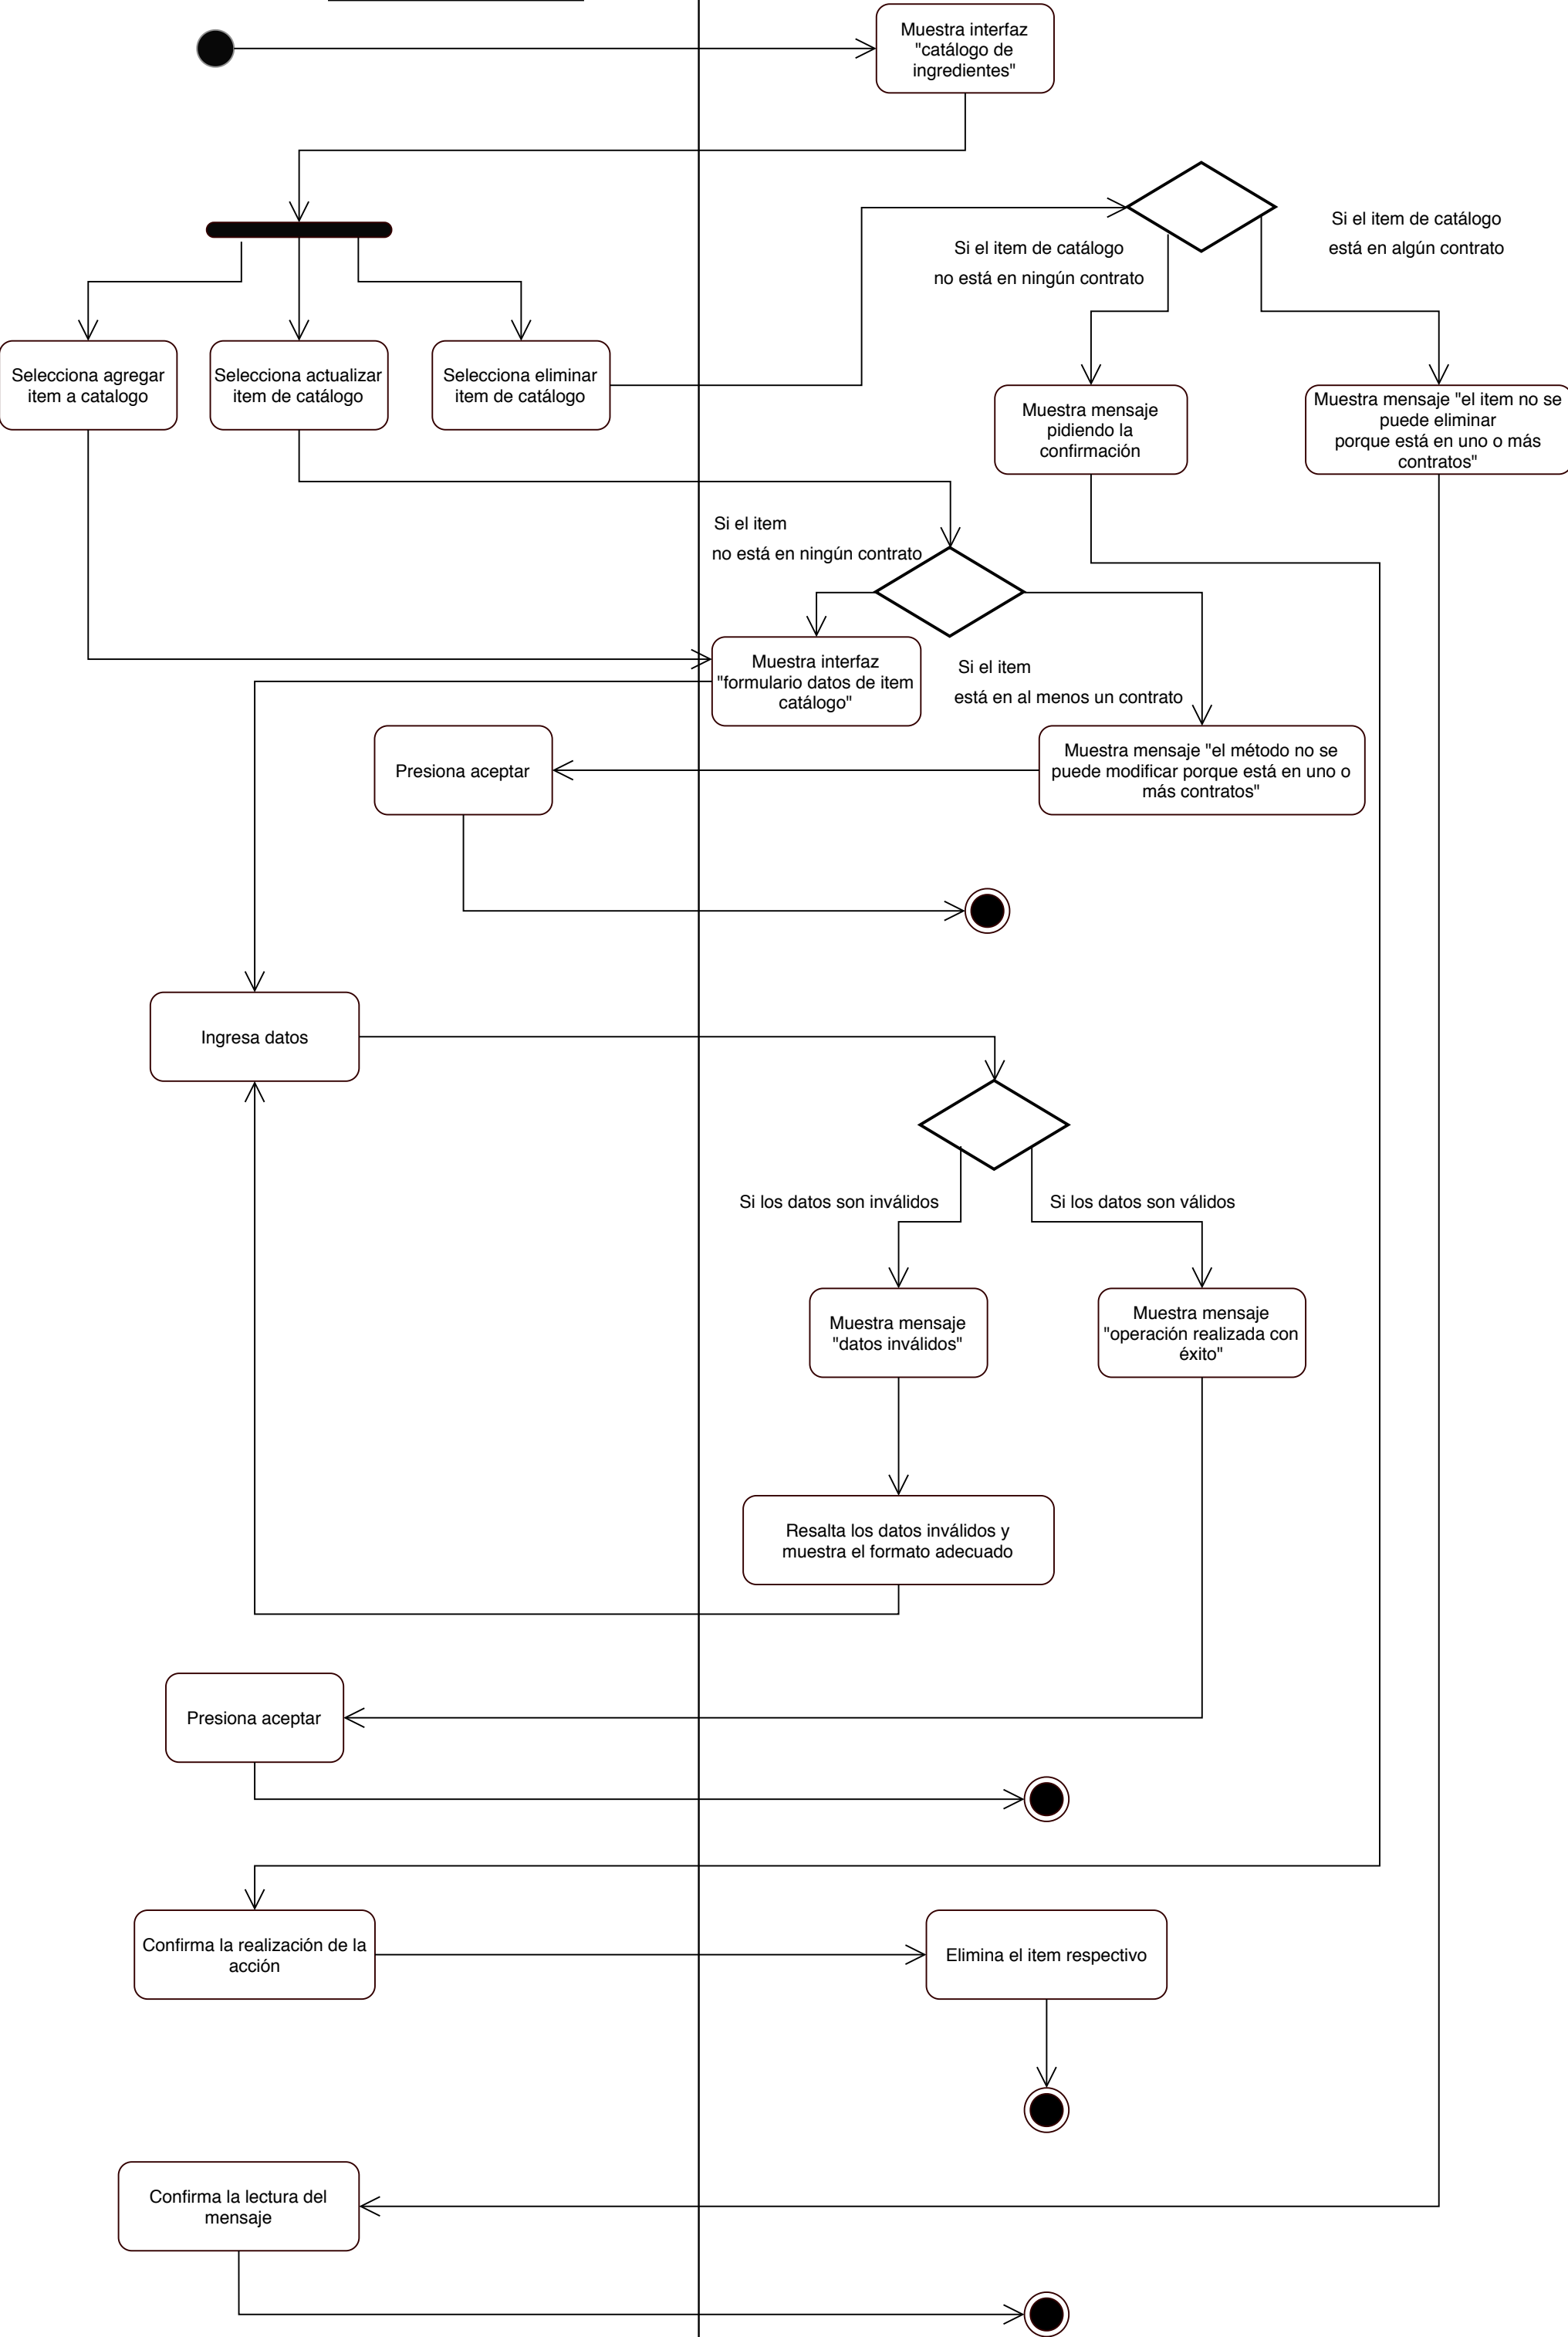 Muestra interfaz
"catálogo de
ingredientes"
Si el item de catálogo
está en algún contrato
Si el item de catálogo
no está en ningún contrato
Selecciona agregar
item a catalogo
Selecciona actualizar
item de catálogo
Selecciona eliminar
item de catálogo
Muestra mensaje
pidiendo la
confirmación
Muestra mensaje "el item no se
puede eliminar
porque está en uno o más
contratos"
Si el item
no está en ningún contrato
Muestra interfaz
"formulario datos de item
catálogo"
Si el item
está en al menos un contrato
Presiona aceptar
Muestra mensaje "el método no se
puede modificar porque está en uno o
más contratos"
Ingresa datos
Si los datos son inválidos
Si los datos son válidos
Muestra mensaje
"datos inválidos"
Muestra mensaje
"operación realizada con
éxito"
Resalta los datos inválidos y
muestra el formato adecuado
Presiona aceptar
Confirma la realización de la
acción
Elimina el item respectivo
Confirma la lectura del
mensaje